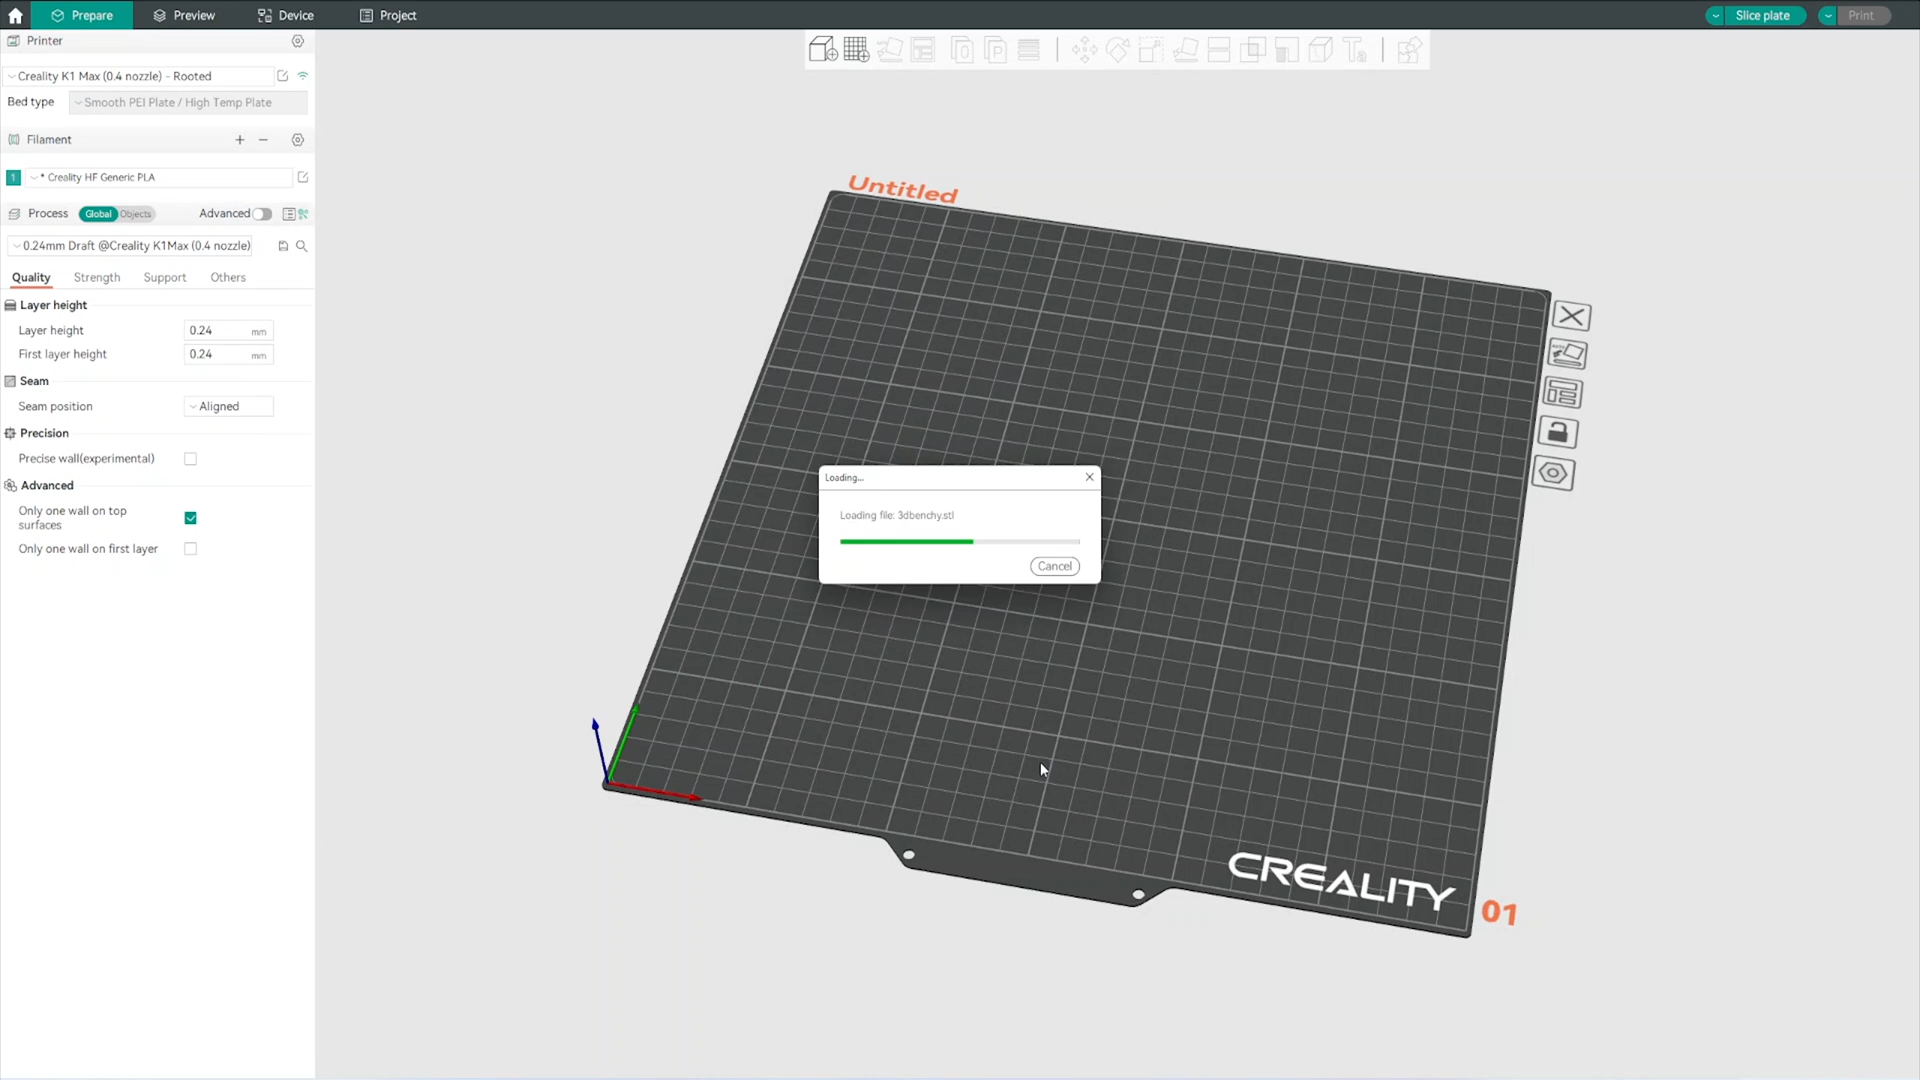 Prepare
Preview
Device
Project
Slice plate
Print
Printer
Creality K1 Max (0.4 nozzle) - Rooted
Bed type
Smooth PEI Plate / High Temp Plate
Filament
1
* Creality HF Generic PLA
Process
Global
Objects
Advanced
0.24mm Draft @Creality K1Max (0.4 nozzle)
Quality
Strength
Support
Others
Layer height
Layer height
0.24
mm
First layer height
0.24
mm
Seam
Seam position
Aligned
Precision
Precise wall(experimental)
Advanced
Only one wall on top
surfaces
Only one wall on first layer
Untitled
Loading...
Loading file: 3dbenchy.stl
Cancel
CREALITY
01